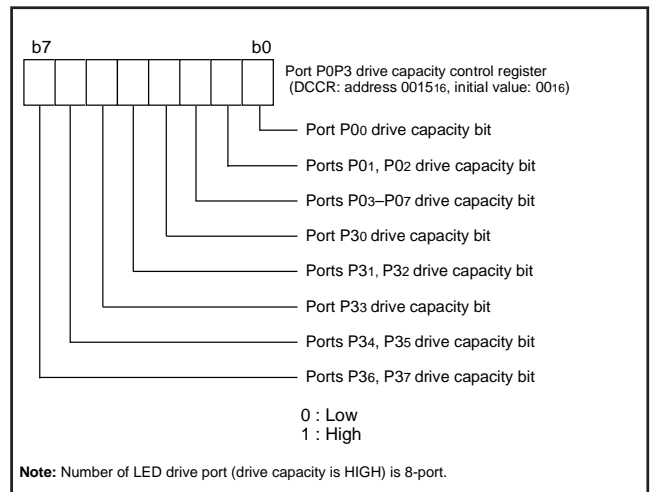 b7 b0
Port P0P3 drive capacity control register
(DCCR: address 001516, initial value: 0016)
Port P00 drive capacity bit
Ports P01, P02 drive capacity bit
Ports P03–P07 drive capacity bit
Port P30 drive capacity bit
Ports P31, P32 drive capacity bit
Port P33 drive capacity bit
Ports P34, P35 drive capacity bit
Ports P36, P37 drive capacity bit
0 : Low
1 : High
Note: Number of LED drive port (drive capacity is HIGH) is 8-port.